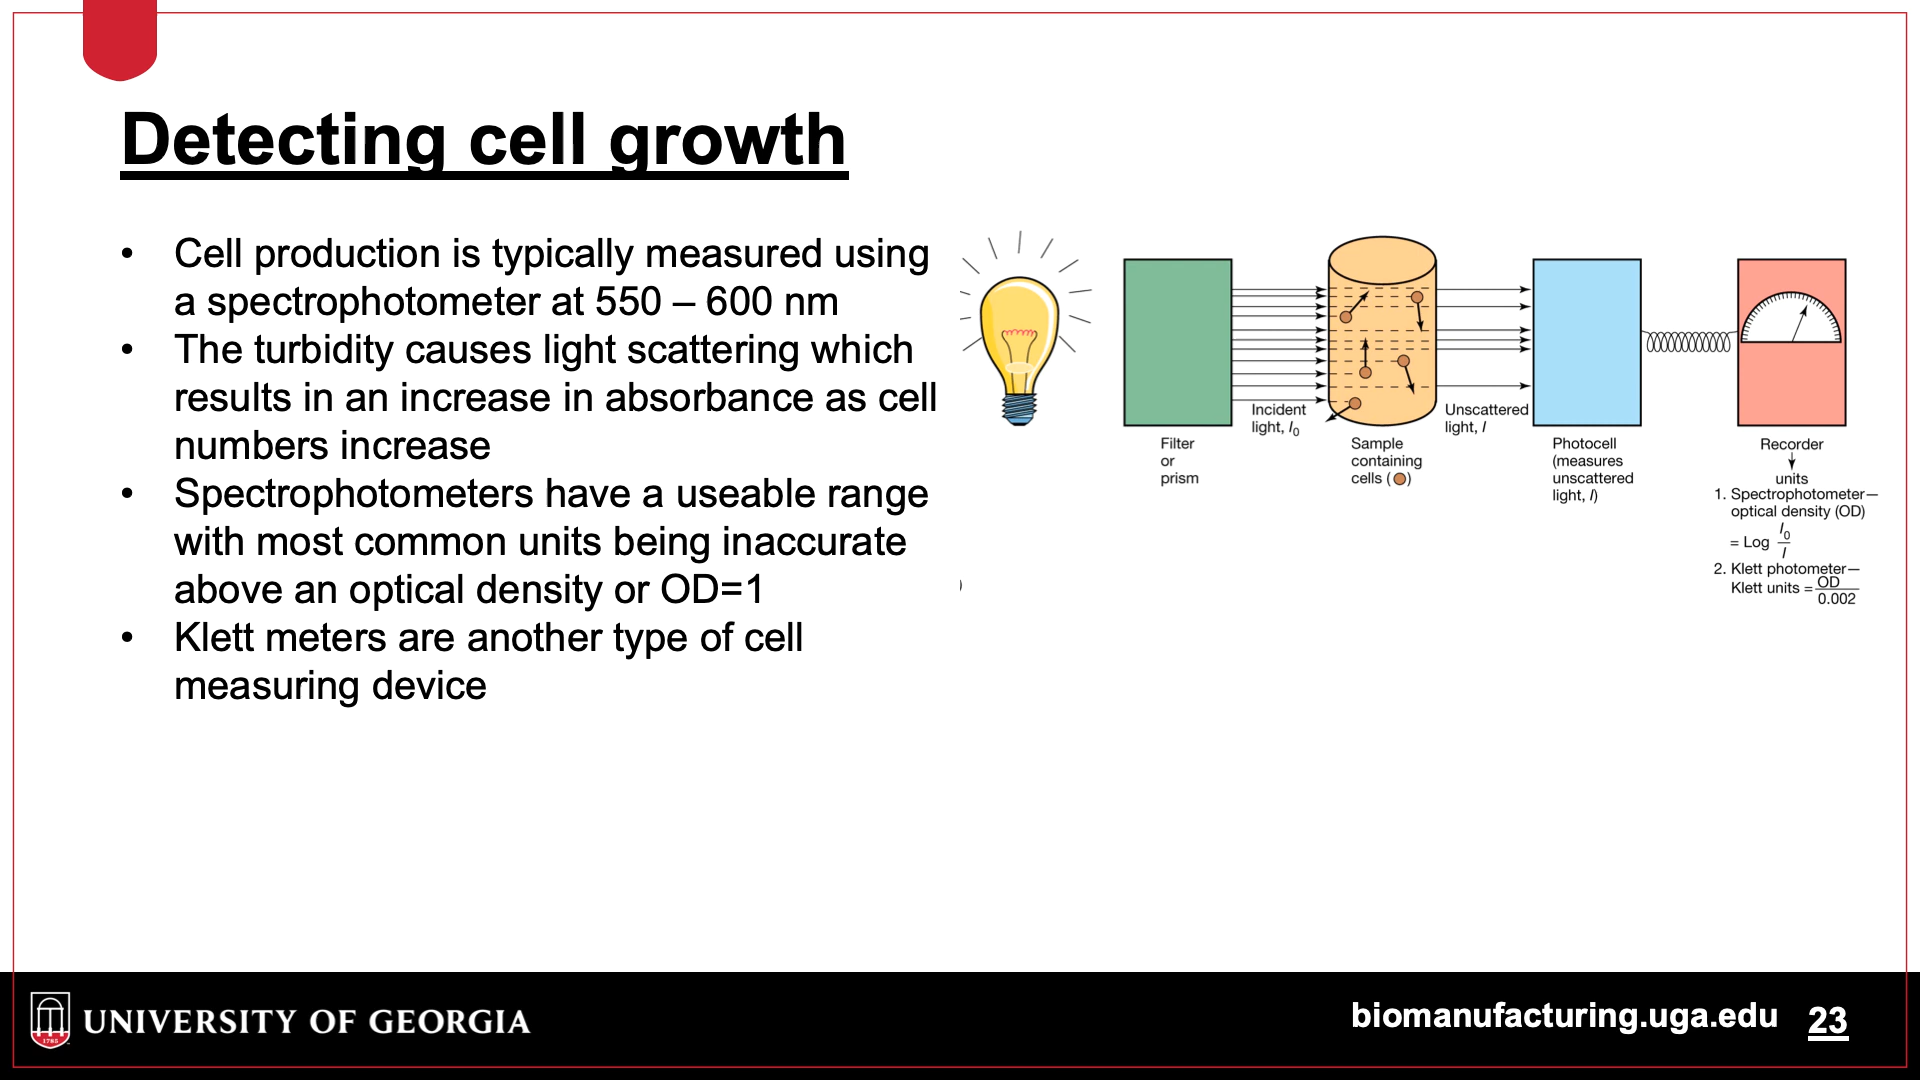 Detecting cell growth
• Cell production is typically measured using
a spectrophotometer at 550 – 600 nm
• The turbidity causes light scattering which
results in an increase in absorbance as cell
numbers increase
• Spectrophotometers have a useable range
with most common units being inaccurate
above an optical density or OD=1
• Klett meters are another type of cell
measuring device
Incident
light, I0
Unscattered
light, I
Filter
or
prism
Sample
containing
cells ( )
Photocell
(measures
unscattered
light, I)
Recorder
units
1. Spectrophotometer—
optical density (OD)
= Log I0
I
2. Klett photometer—
Klett units = OD
0.002
)
1785
UNIVERSITY OF GEORGIA
biomanufacturing.uga.edu 23